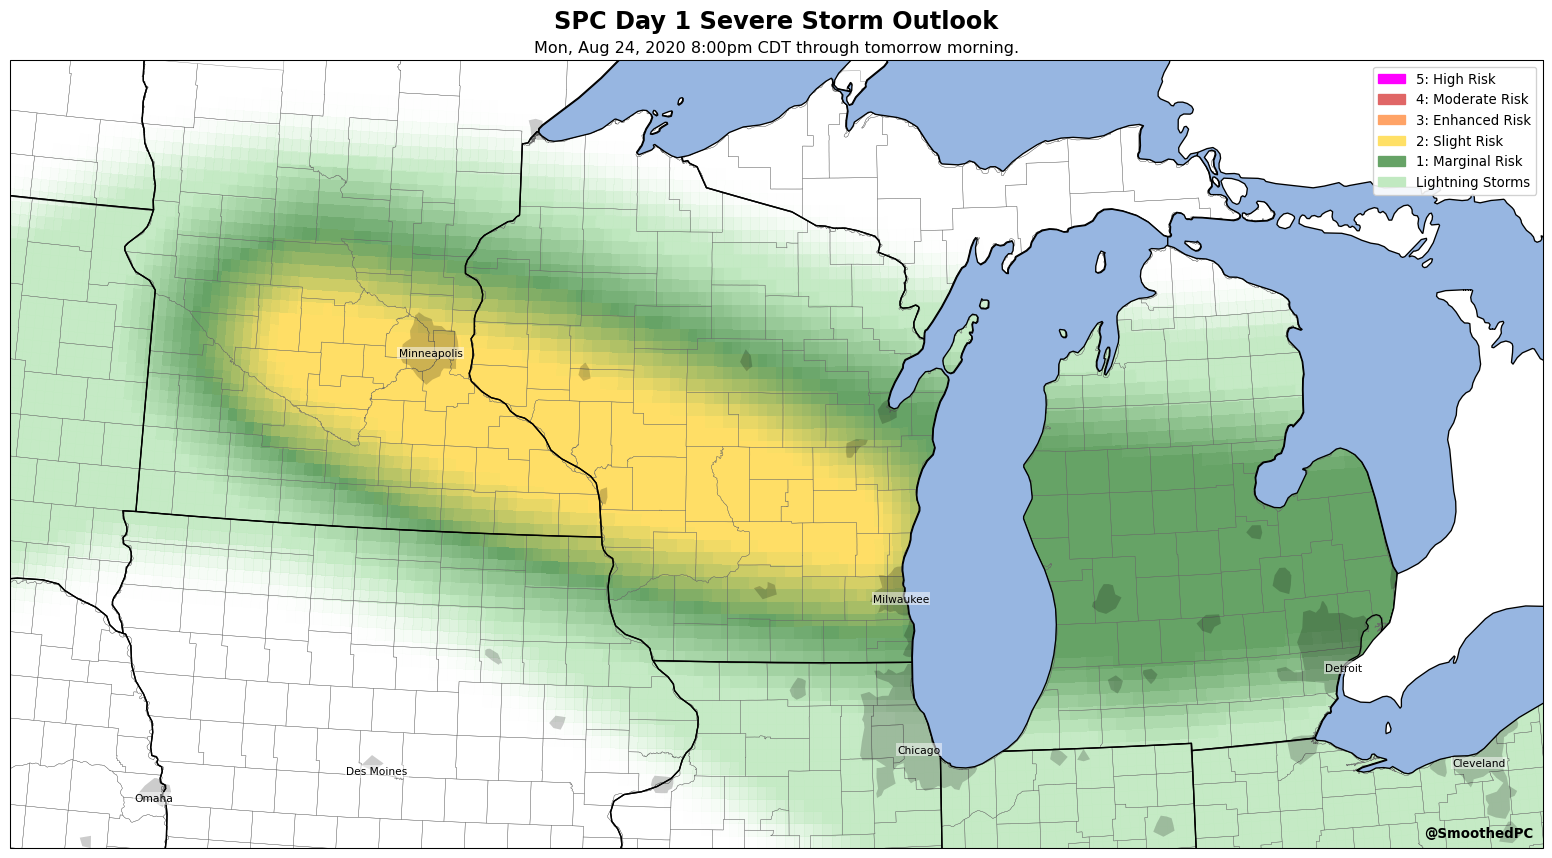 SPC Day 1 Severe Storm Outlook
Mon, Aug 24, 2020 8:00pm CDT through tomorrow morning.
5: High Risk
4: Moderate Risk
3: Enhanced Risk
2: Slight Risk
1: Marginal Risk
Lightning Storms
Minneapolis
Milwaukee
Detroit
Chicago
Cleveland
Des Moines
Omaha
@SmoothedPC